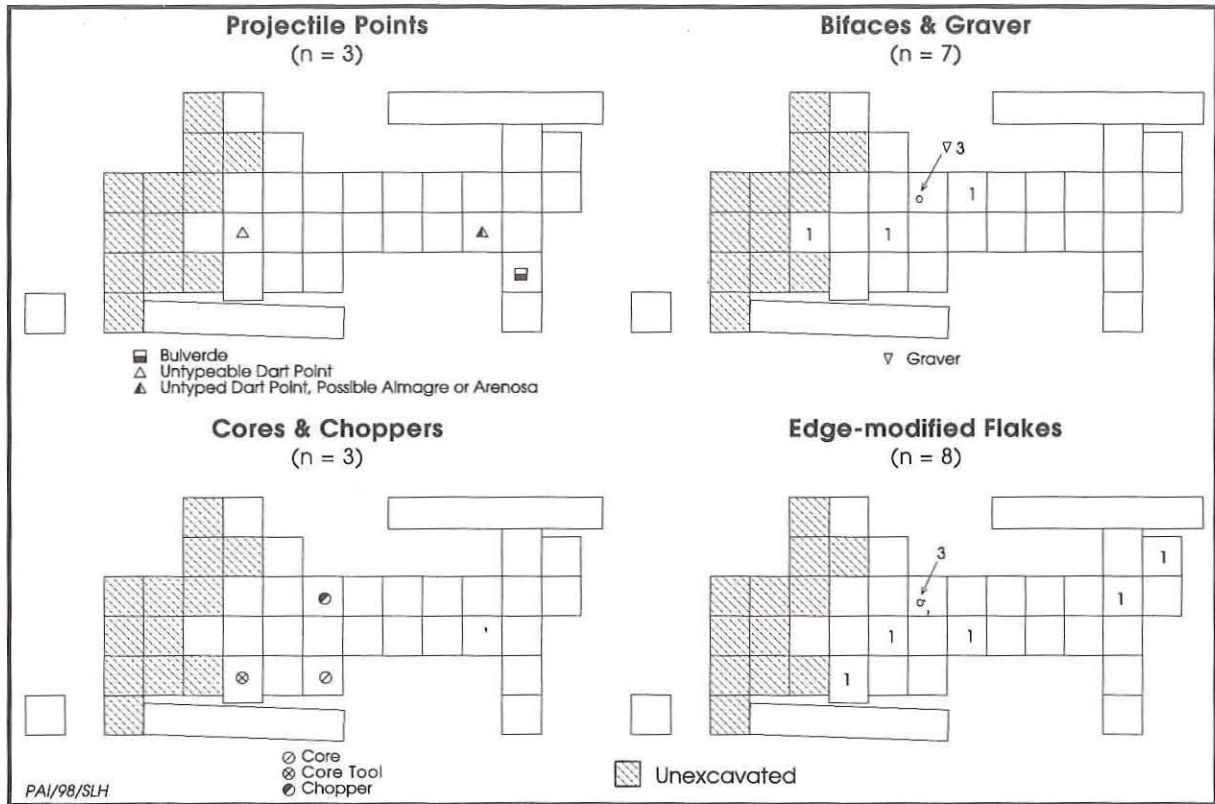 Projectile Points
(n = 3)
Bulverde
Untypeable Dart Point
Untyped Dart Point, Possible Almagre or Arenosa
Bifaces & Graver
(n = 7)
3
1
1
1
Graver
Cores & Choppers
(n = 3)
Core
Core Tool
Chopper
Edge-modified Flakes
(n = 8)
1
3
1
1
1
1
Unexcavated
PAI/98/SLH